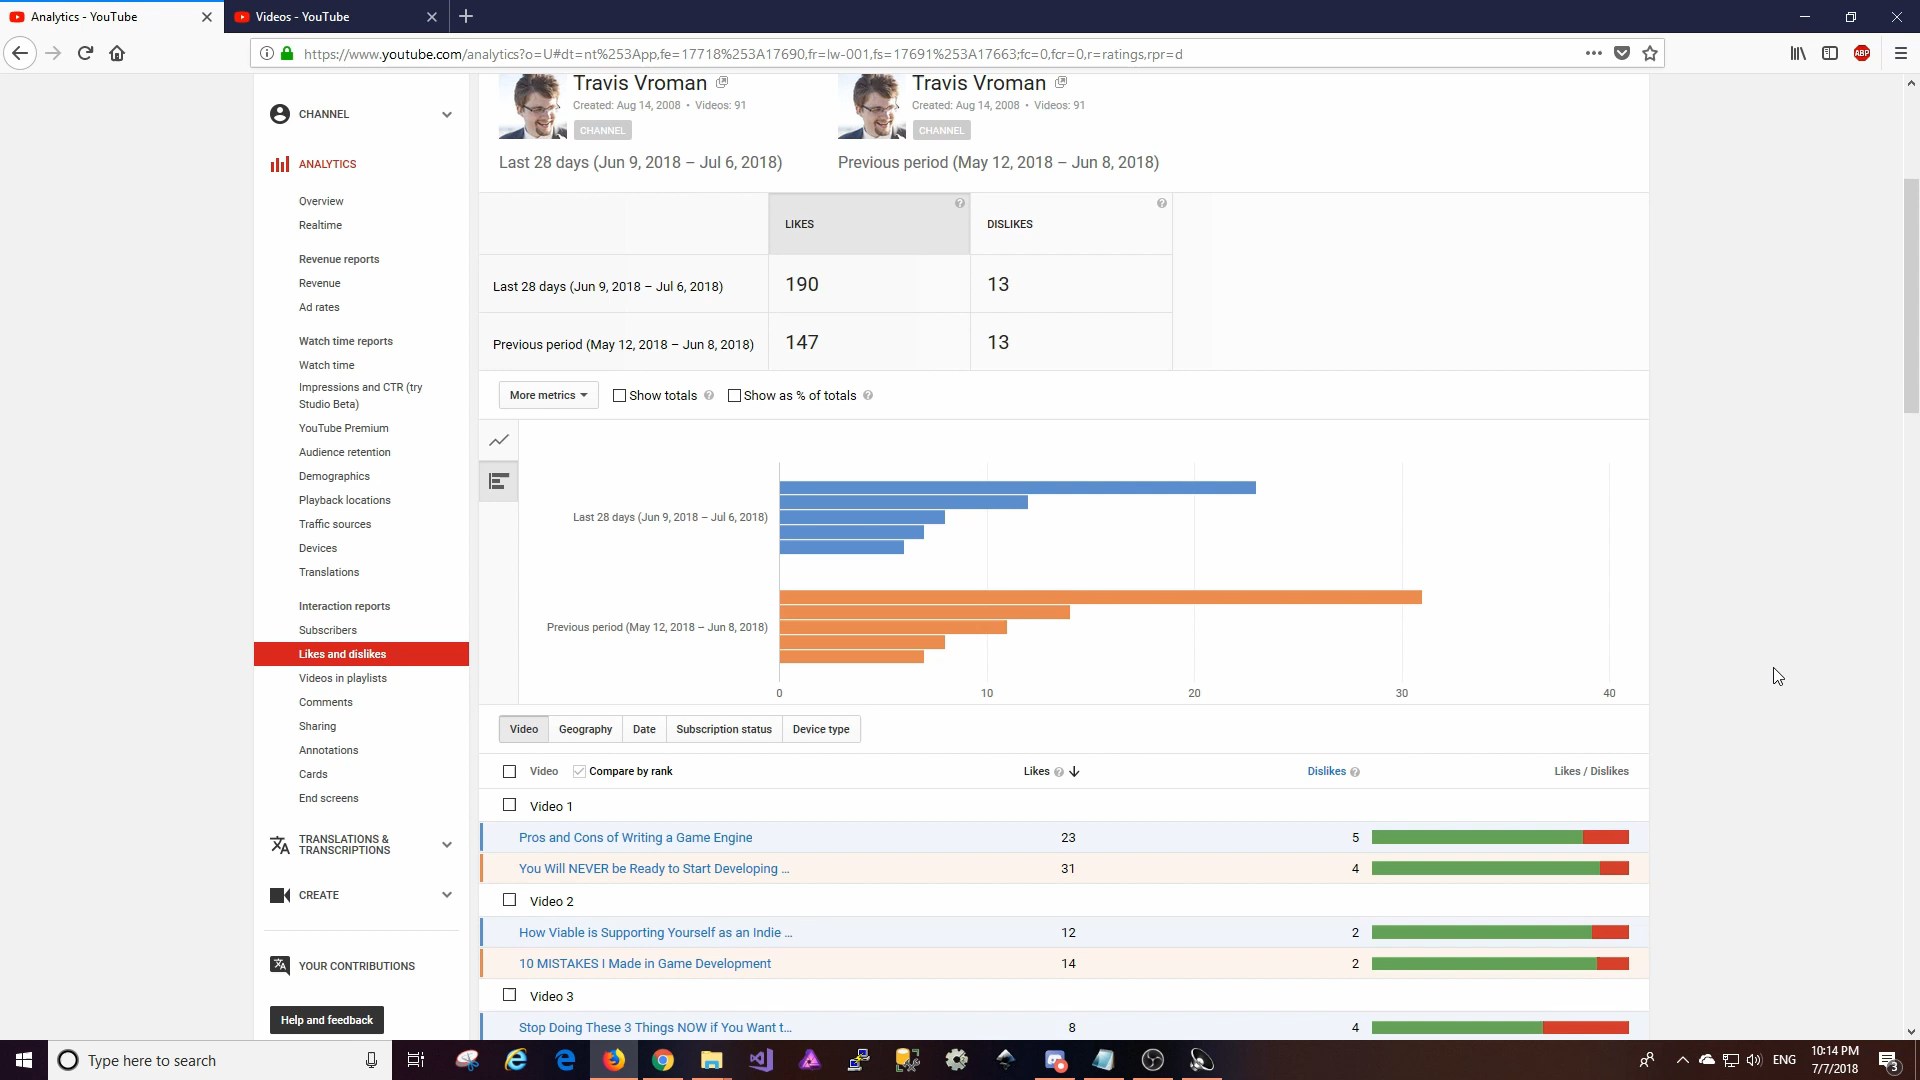 Analytics - YouTube
Videos - YouTube
https://www.youtube.com/analytics?o=U#dt=nt%253App,fe=17718%253A17690,fr=lw-001,fs=17691%253A17663;fc=0,fcr=0,r=ratings,rpr=d
ABP
CHANNEL
ANALYTICS
Overview
Realtime
Revenue reports
Revenue
Ad rates
Watch time reports
Watch time
Impressions and CTR (try
Studio Beta)
YouTube Premium
Audience retention
Demographics
Playback locations
Traffic sources
Devices
Translations
Interaction reports
Subscribers
Likes and dislikes
Videos in playlists
Comments
Sharing
Annotations
Cards
End screens
TRANSLATIONS &
TRANSCRIPTIONS
CREATE
YOUR CONTRIBUTIONS
Help and feedback
Travis Vroman
Created: Aug 14, 2008 • Videos: 91
CHANNEL
Last 28 days (Jun 9, 2018 – Jul 6, 2018)
Travis Vroman
Created: Aug 14, 2008 • Videos: 91
CHANNEL
Previous period (May 12, 2018 – Jun 8, 2018)
LIKES ? DISLIKES ?
Last 28 days (Jun 9, 2018 – Jul 6, 2018) 190 13
Previous period (May 12, 2018 – Jun 8, 2018) 147 13
More metrics Show totals ? Show as % of totals ?
Last 28 days (Jun 9, 2018 – Jul 6, 2018)
Previous period (May 12, 2018 – Jun 8, 2018)
0 10 20 30 40
Video Geography Date Subscription status Device type
Video Compare by rank Likes ? Dislikes ? Likes / Dislikes
Video 1
Pros and Cons of Writing a Game Engine 23 5
You Will NEVER be Ready to Start Developing ... 31 4
Video 2
How Viable is Supporting Yourself as an Indie ... 12 2
10 MISTAKES I Made in Game Development 14 2
Video 3
Stop Doing These 3 Things NOW if You Want t... 8 4
Type here to search
ENG
10:14 PM
7/7/2018
3